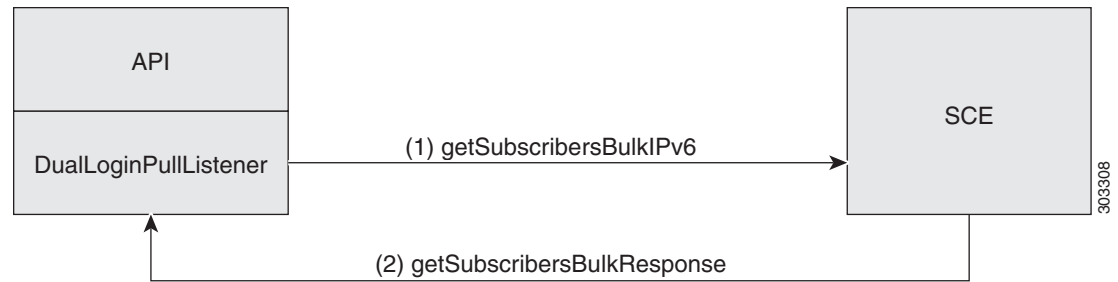 API
DualLoginPullListener
(1) getSubscribersBulkIPv6
SCE
(2) getSubscribersBulkResponse
303308